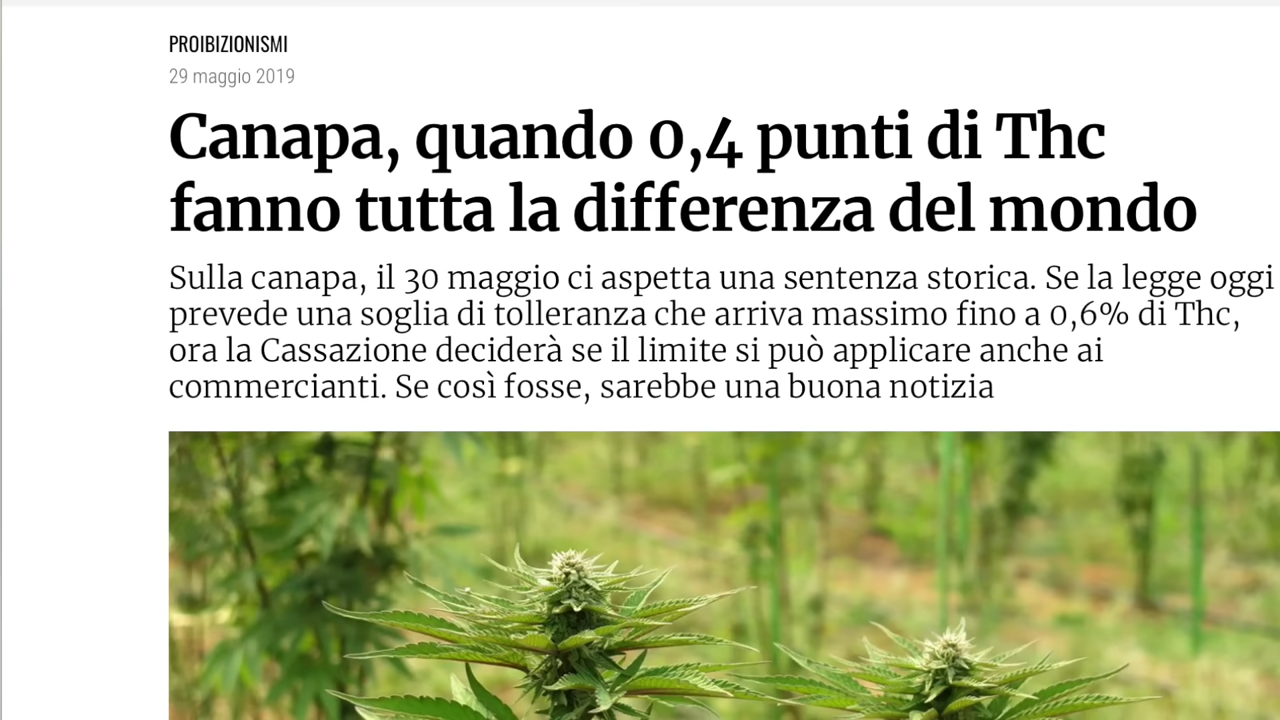 PROIBIZIONISMI
29 maggio 2019
Canapa, quando 0,4 punti di Thc
fanno tutta la differenza del mondo
Sulla canapa, il 30 maggio ci aspetta una sentenza storica. Se la legge oggi
prevede una soglia di tolleranza che arriva massimo fino a 0,6% di Thc,
ora la Cassazione deciderà se il limite si può applicare anche ai
commercianti. Se così fosse, sarebbe una buona notizia